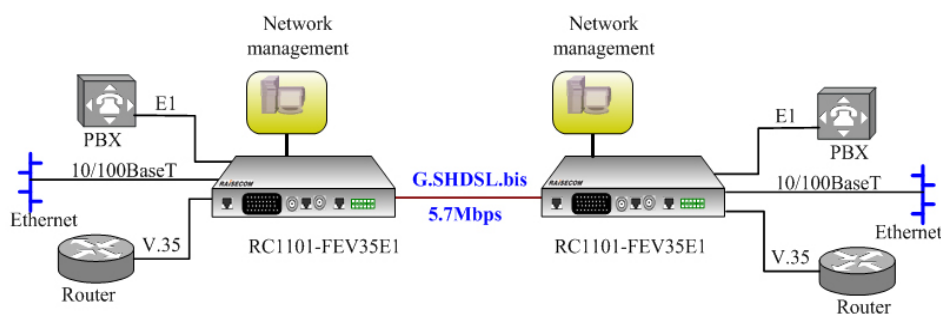 Network
management
Network
management
E1
PBX
10/100BaseT
Ethernet
V.35
Router
RAISECOM
RC1101-FEV35E1
G.SHDSL.bis
5.7Mbps
RAISECOM
RC1101-FEV35E1
E1
PBX
10/100BaseT
Ethernet
V.35
Router